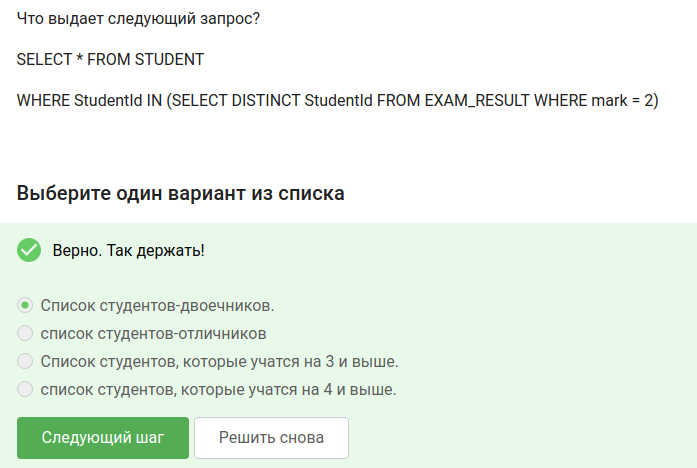 Что выдает следующий запрос?
SELECT * FROM STUDENT
WHERE StudentId IN (SELECT DISTINCT StudentId FROM EXAM_RESULT WHERE mark = 2)
Выберите один вариант из списка
Верно. Так держать!
Список студентов-двоечников.
список студентов-отличников
Список студентов, которые учатся на 3 и выше.
список студентов, которые учатся на 4 и выше.
Следующий шаг Решить снова